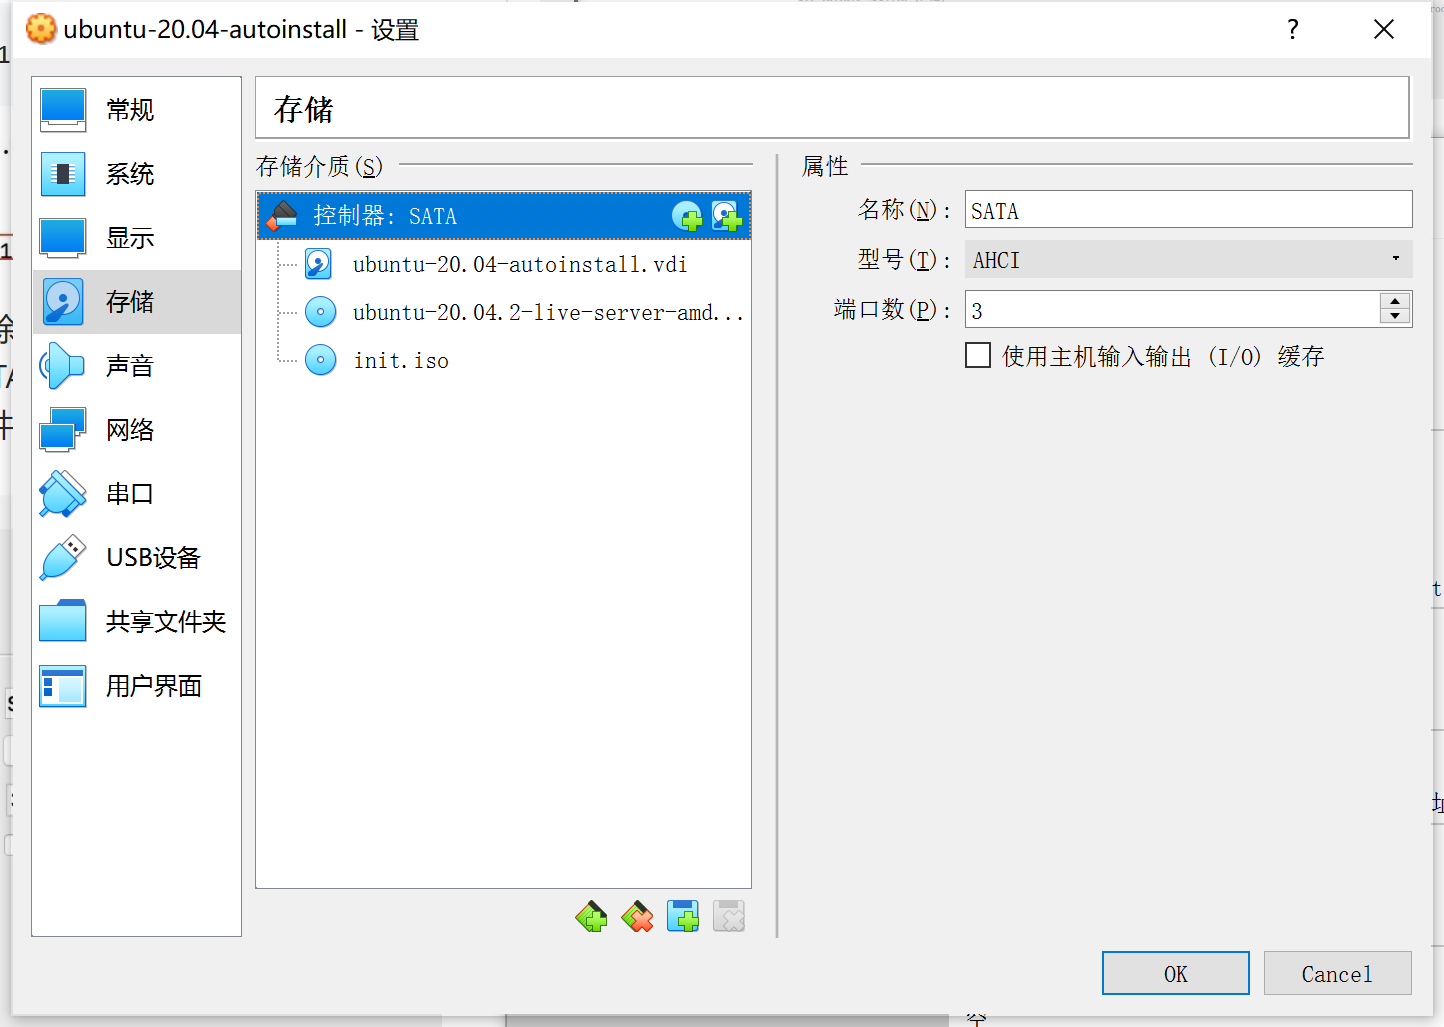 ubuntu-20.04-autoinstall - 设置
?
常规
系统
显示
存储
声音
网络
串口
USB设备
共享文件夹
用户界面
存储
存储介质(S)
控制器: SATA
ubuntu-20.04-autoinstall.vdi
ubuntu-20.04.2-live-server-amd...
init.iso
属性
名称(N): SATA
型号(T): AHCI
端口数(P): 3
使用主机输入输出 (I/O) 缓存
OK
Cancel